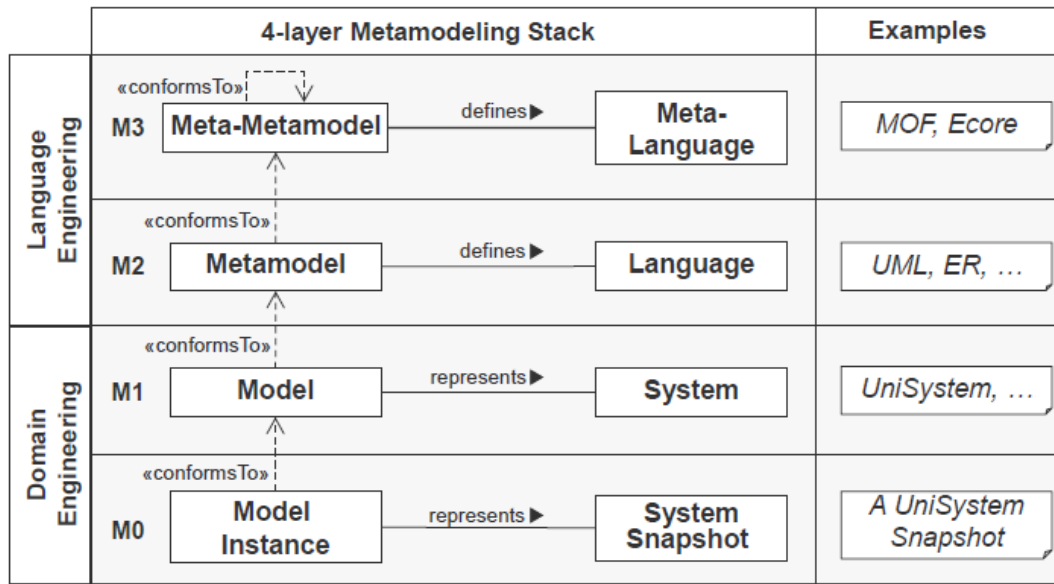 4-layer Metamodeling Stack
Examples
Language
Engineering
«conformsTo»
M3
Meta-Metamodel
defines ▶
Meta-
Language
MOF, Ecore
«conformsTo»
M2
Metamodel
defines ▶
Language
UML, ER, …
Domain
Engineering
«conformsTo»
M1
Model
represents ▶
System
UniSystem, …
«conformsTo»
M0
Model
Instance
represents ▶
System
Snapshot
A UniSystem
Snapshot